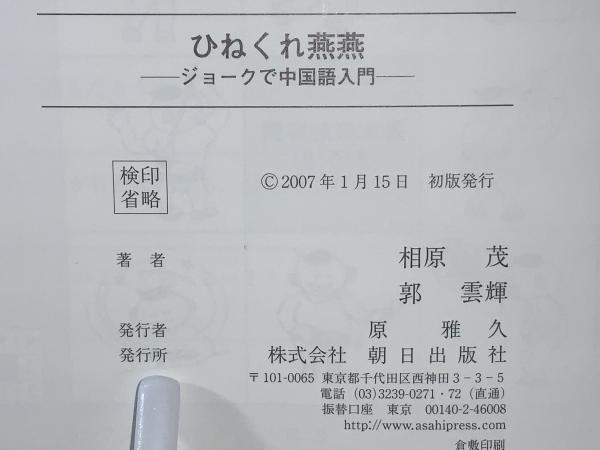 ひねくれ燕燕
——ジョークで中国語入門——
検印
省略
©2007年1月15日 初版発行
著者 相原 茂
郭 雲輝
発行者 原 雅久
発行所 株式会社 朝日出版社
〒101-0065 東京都千代田区西神田3-3-5
電話 (03)3239-0271・72(直通)
振替口座 東京 00140-2-46008
http://www.asahipress.com
倉敷印刷